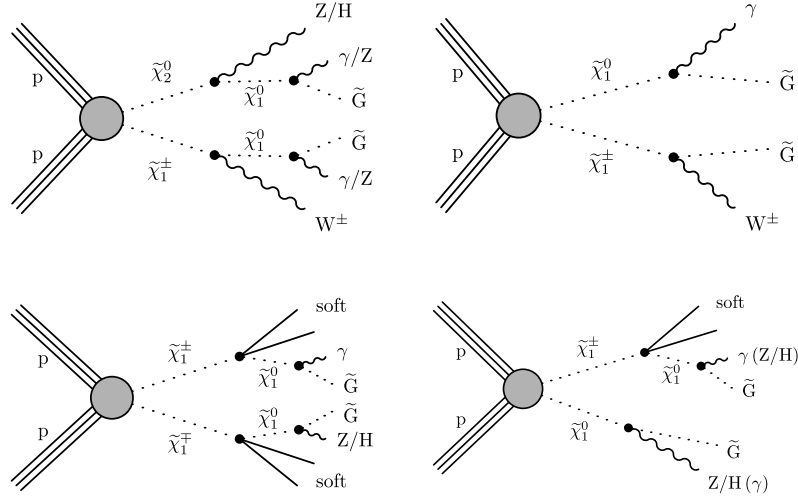 Z/H
p
χ̃⁰₂
γ/Z
χ̃⁰₁
G̃
p
χ̃±₁
χ̃⁰₁
G̃
γ/Z
W±
γ
p
χ̃⁰₁
G̃
p
χ̃±₁
G̃
W±
soft
p
χ̃±₁
γ
χ̃⁰₁
G̃
p
χ̃∓₁
χ̃⁰₁
G̃
Z/H
soft
soft
p
χ̃±₁
γ (Z/H)
χ̃⁰₁
G̃
p
χ̃⁰₁
G̃
Z/H (γ)